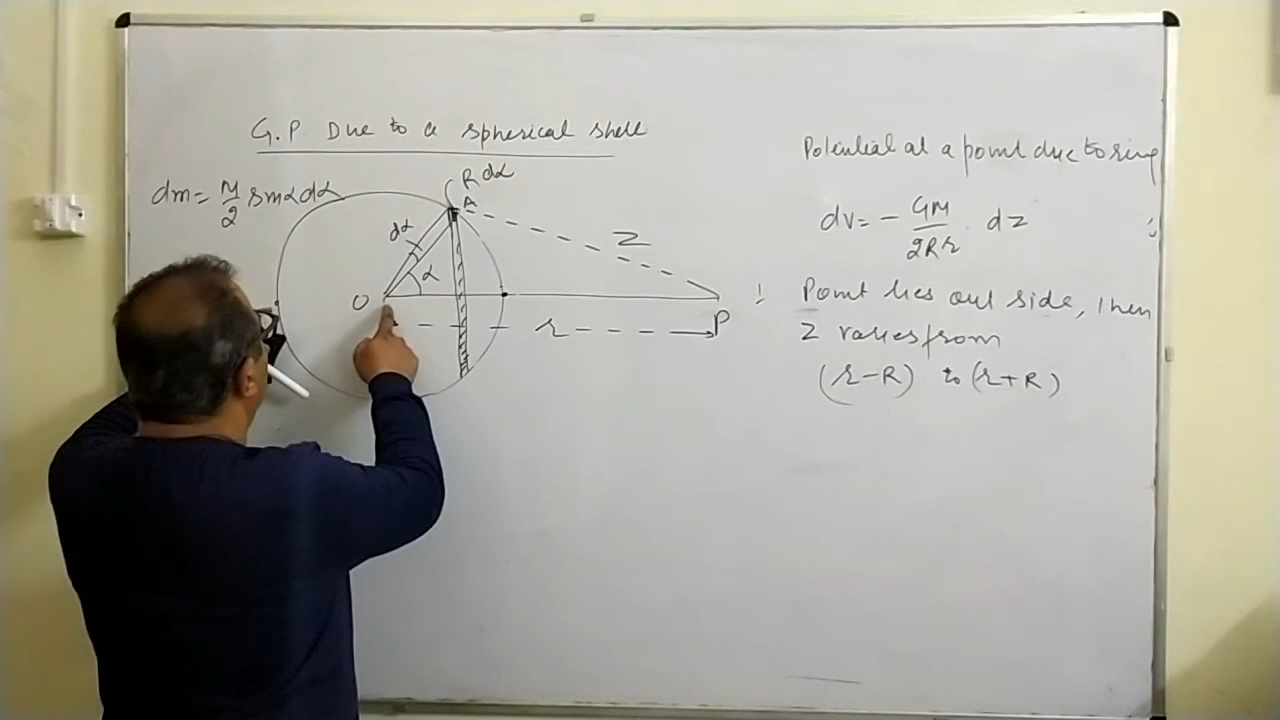 G.P Due to a spherical shell
dm = M/2 sinα dα
R dα
A
dα
α
Z
O
r
P
Potential at a point due to ring
dV = - GM/2Rr . dz
∵ Point lies out side, then
Z varies from
(r-R) to (r+R)